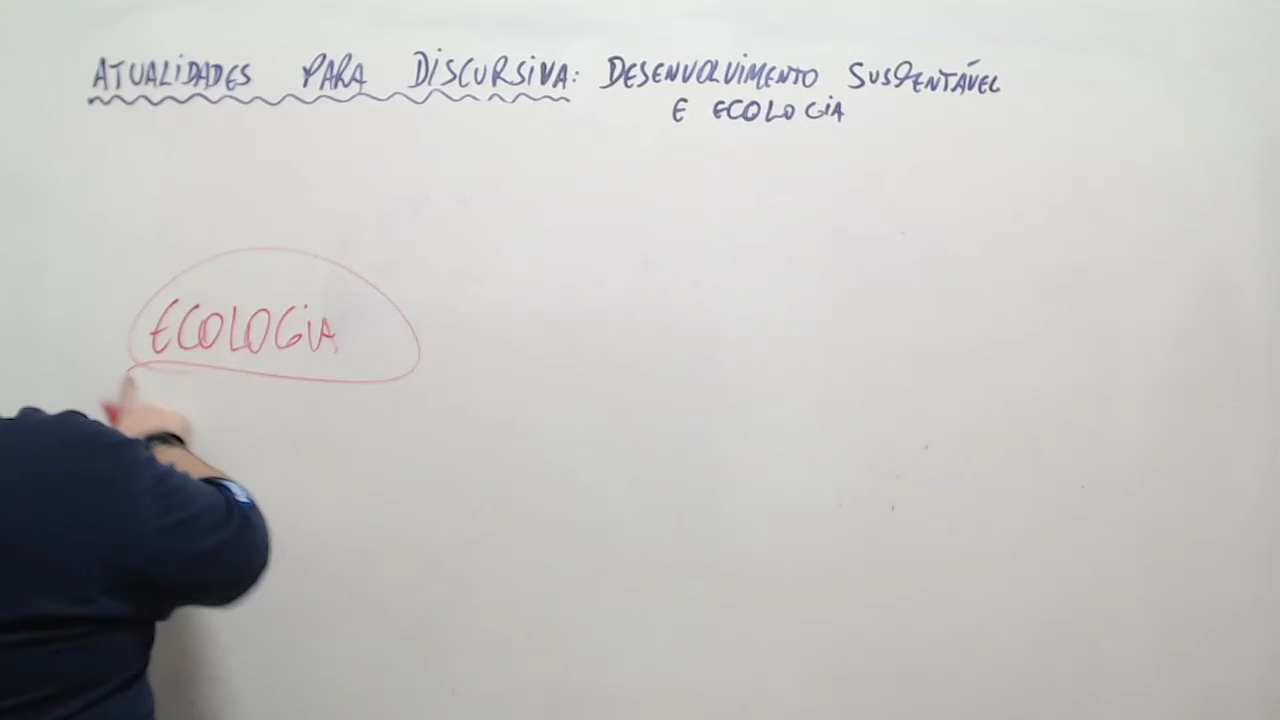 ATUALIDADES PARA DISCURSIVA: DESENVOLVIMENTO SUSTENTÁVEL
E ECOLOGIA
ECOLOGIA